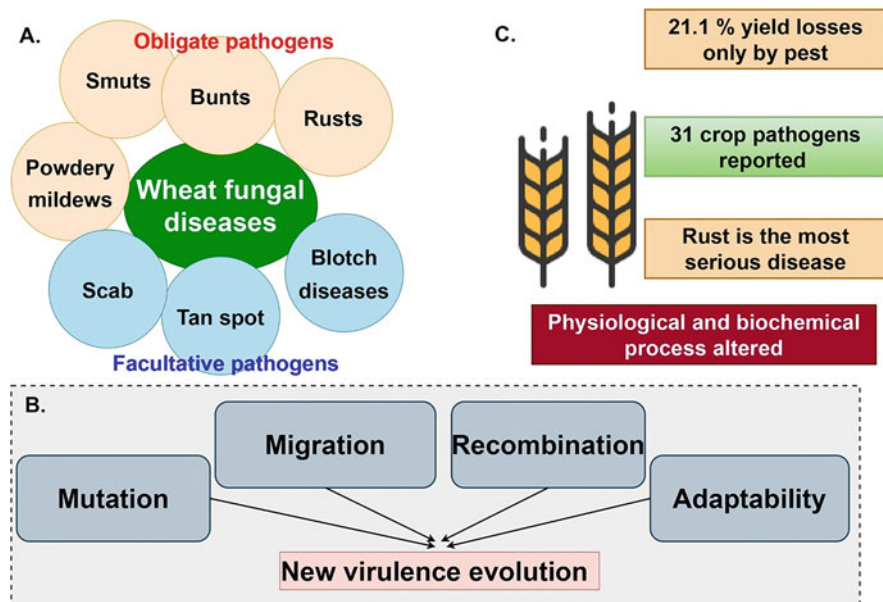 A.
Obligate pathogens
Smuts
Bunts
Rusts
Powdery
mildews
Wheat fungal
diseases
Blotch
diseases
Scab
Tan spot
Facultative pathogens
C.
21.1 % yield losses
only by pest
31 crop pathogens
reported
Rust is the most
serious disease
Physiological and biochemical
process altered
B.
Mutation
Migration
Recombination
Adaptability
New virulence evolution